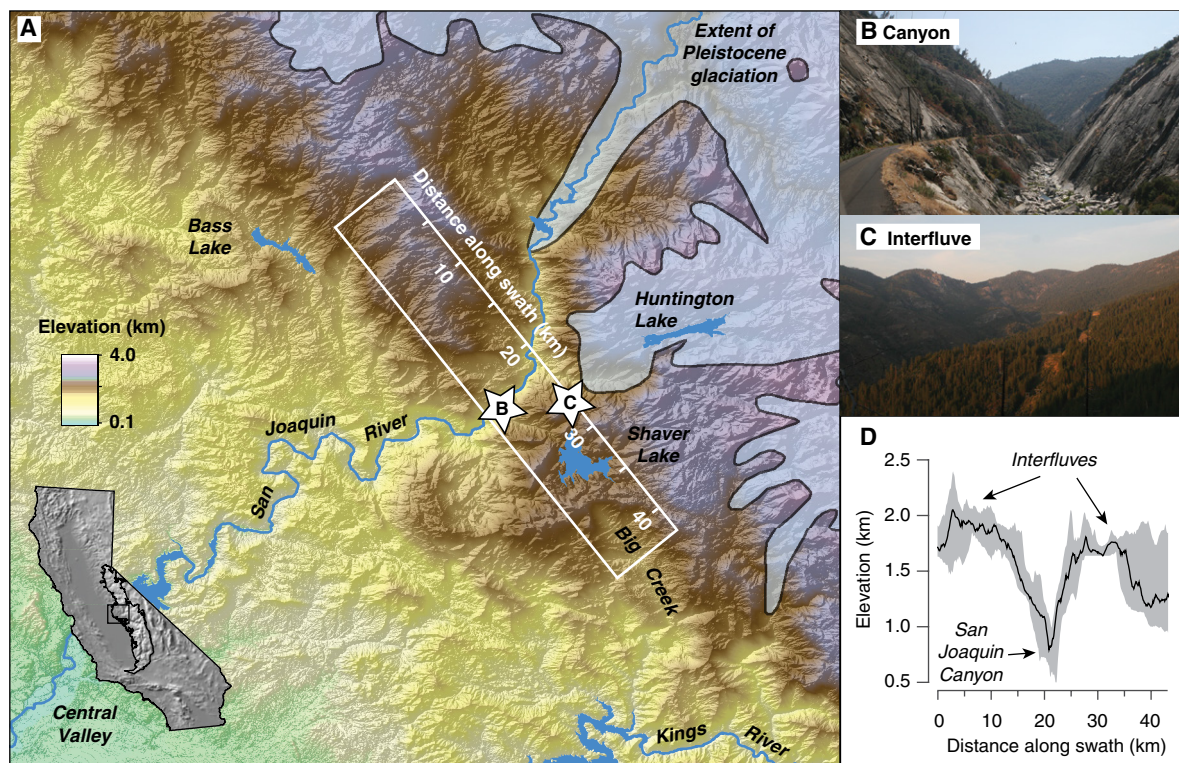 A
Extent of
Pleistocene
glaciation
Bass
Lake
Distance along swath (km)
10
20
30
40
Elevation (km)
4.0
0.1
Huntington
Lake
B
C
Shaver
Lake
San
Joaquin
River
Big
Creek
Central
Valley
Kings
River
B Canyon
C Interfluve
D
2.5
2.0
1.5
1.0
0.5
Elevation (km)
Interfluves
San
Joaquin
Canyon
0 10 20 30 40
Distance along swath (km)